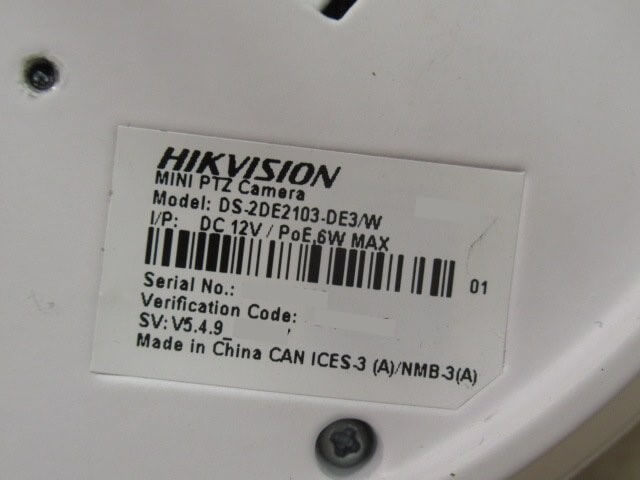 HIKVISION
MINI PTZ Camera
Model: DS-2DE2103-DE3/W
I/P: DC 12V / PoE,6W MAX
01
Serial No.:
Verification Code:
SV: V5.4.9_
Made in China CAN ICES-3 (A)/NMB-3(A)